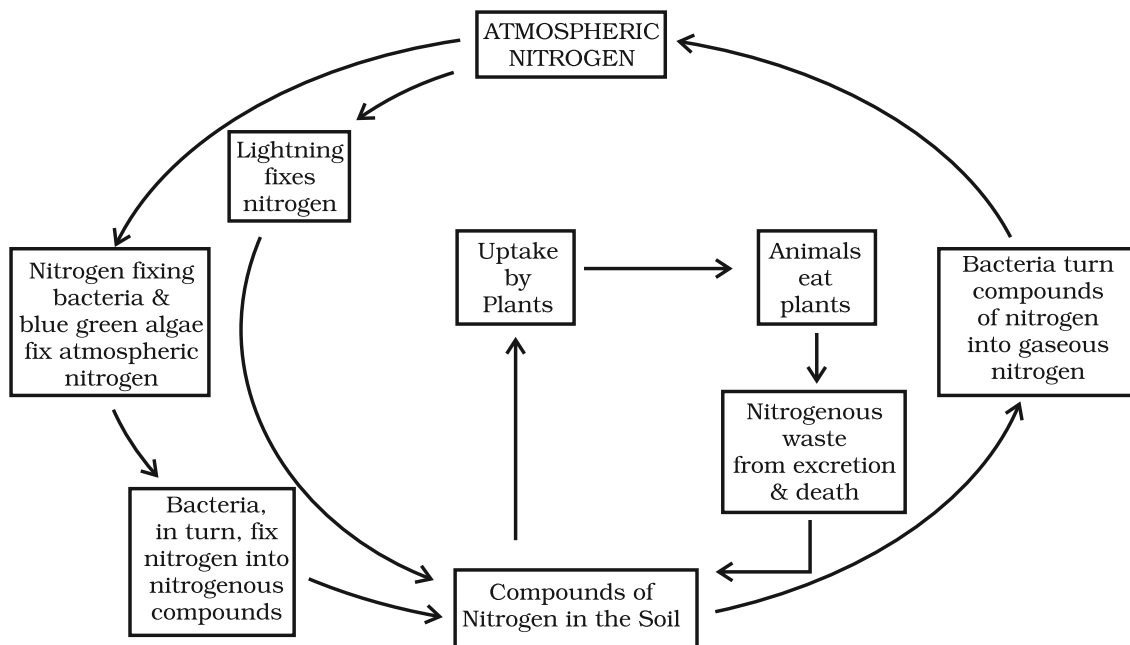 ATMOSPHERIC
NITROGEN
Lightning
fixes
nitrogen
Nitrogen fixing
bacteria &
blue green algae
fix atmospheric
nitrogen
Bacteria,
in turn, fix
nitrogen into
nitrogenous
compounds
Uptake
by
Plants
Animals
eat
plants
Nitrogenous
waste
from excretion
& death
Compounds of
Nitrogen in the Soil
Bacteria turn
compounds
of nitrogen
into gaseous
nitrogen